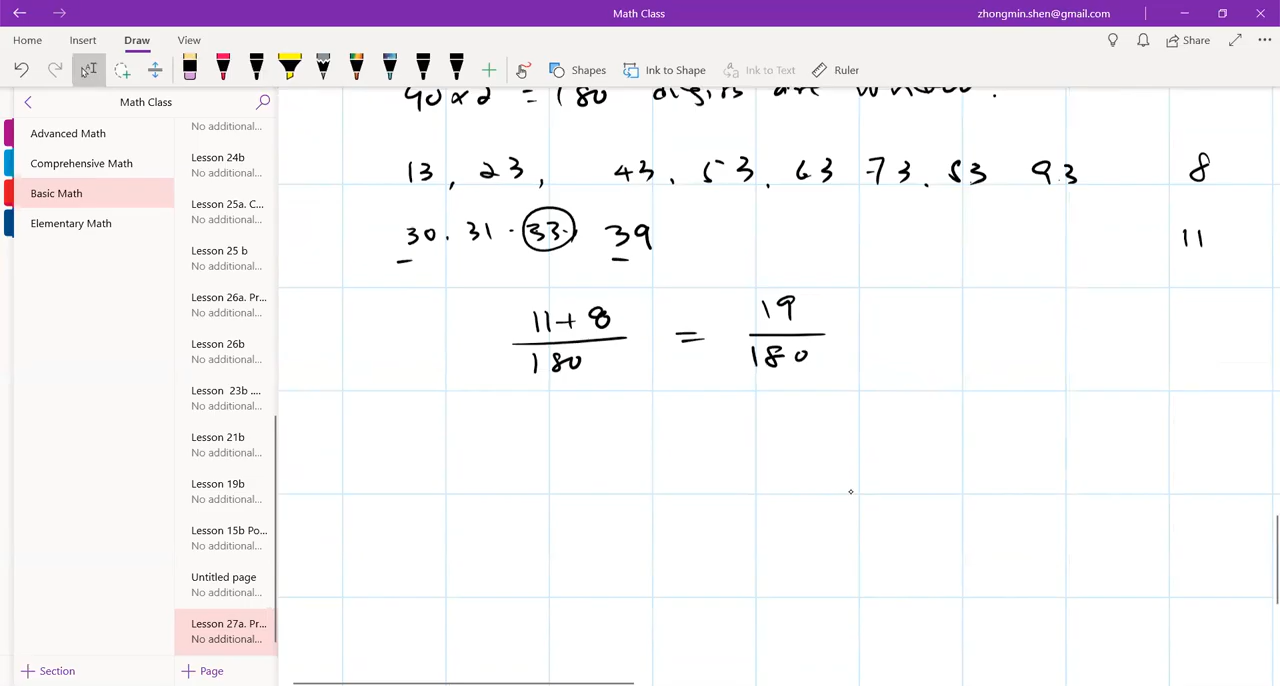 Math Class
zhongmin.shen@gmail.com
Home Insert Draw View
Share
Shapes Ink to Shape Ink to Text Ruler
Math Class
Advanced Math
Comprehensive Math
Basic Math
Elementary Math
Section
No additional...
Lesson 24b
No additional...
Lesson 25a. C...
No additional...
Lesson 25 b
No additional...
Lesson 26a. Pr...
No additional...
Lesson 26b
No additional...
Lesson 23b ....
No additional...
Lesson 21b
No additional...
Lesson 19b
No additional...
Lesson 15b Po...
No additional...
Untitled page
No additional...
Lesson 27a. Pr...
No additional...
Page
90x2 = 180 digits are
13, 23, 43, 53, 63 73, 83 93 8
30, 31 . 33, 39 11
11+8 = 19
180 180